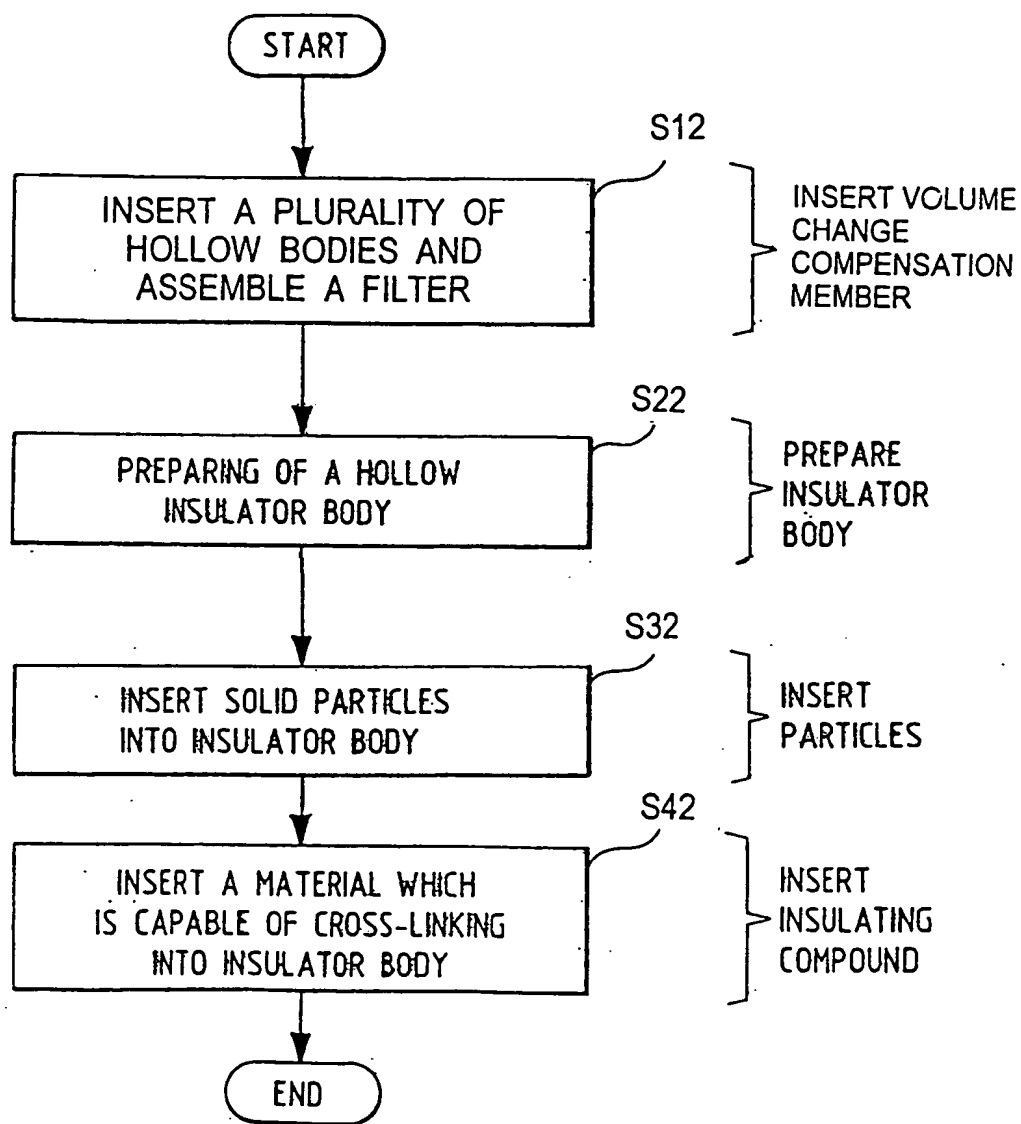 START
S12
INSERT A PLURALITY OF
HOLLOW BODIES AND
ASSEMBLE A FILTER
INSERT VOLUME
CHANGE
COMPENSATION
MEMBER
S22
PREPARING OF A HOLLOW
INSULATOR BODY
PREPARE
INSULATOR
BODY
S32
INSERT SOLID PARTICLES
INTO INSULATOR BODY
INSERT
PARTICLES
S42
INSERT A MATERIAL WHICH
IS CAPABLE OF CROSS-LINKING
INTO INSULATOR BODY
INSERT
INSULATING
COMPOUND
END